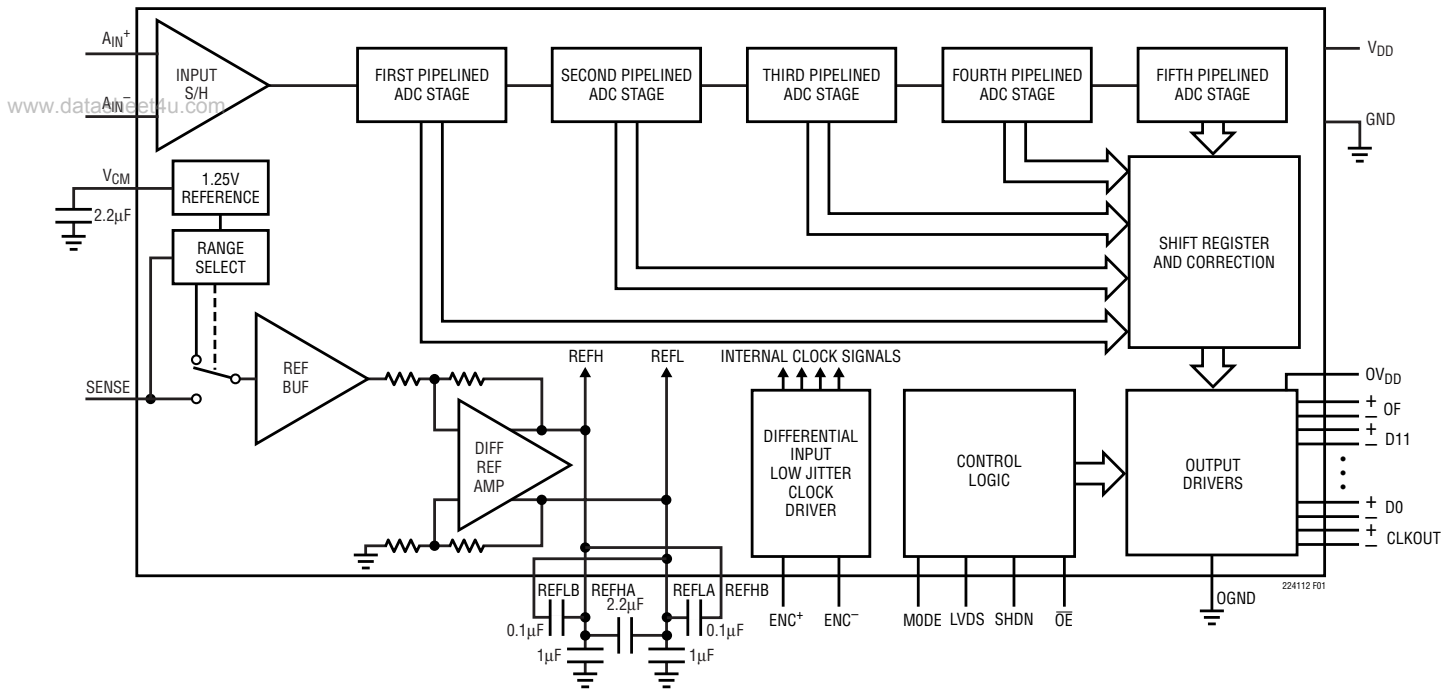 AIN+
INPUT
S/H
AIN−
www.datasheet4u.com
FIRST PIPELINED
ADC STAGE
SECOND PIPELINED
ADC STAGE
THIRD PIPELINED
ADC STAGE
FOURTH PIPELINED
ADC STAGE
FIFTH PIPELINED
ADC STAGE
VDD
GND
VCM
2.2µF
1.25V
REFERENCE
RANGE
SELECT
SHIFT REGISTER
AND CORRECTION
SENSE
REF
BUF
DIFF
REF
AMP
REFH
REFL
INTERNAL CLOCK SIGNALS
DIFFERENTIAL
INPUT
LOW JITTER
CLOCK
DRIVER
CONTROL
LOGIC
OUTPUT
DRIVERS
OVDD
+
− OF
+
− D11
+
− D0
+
− CLKOUT
224112 F01
REFLB
REFHA
REFLA
REFHB
2.2µF
0.1µF
0.1µF
1µF
1µF
ENC+
ENC−
MODE
LVDS
SHDN
O̅E̅
OGND